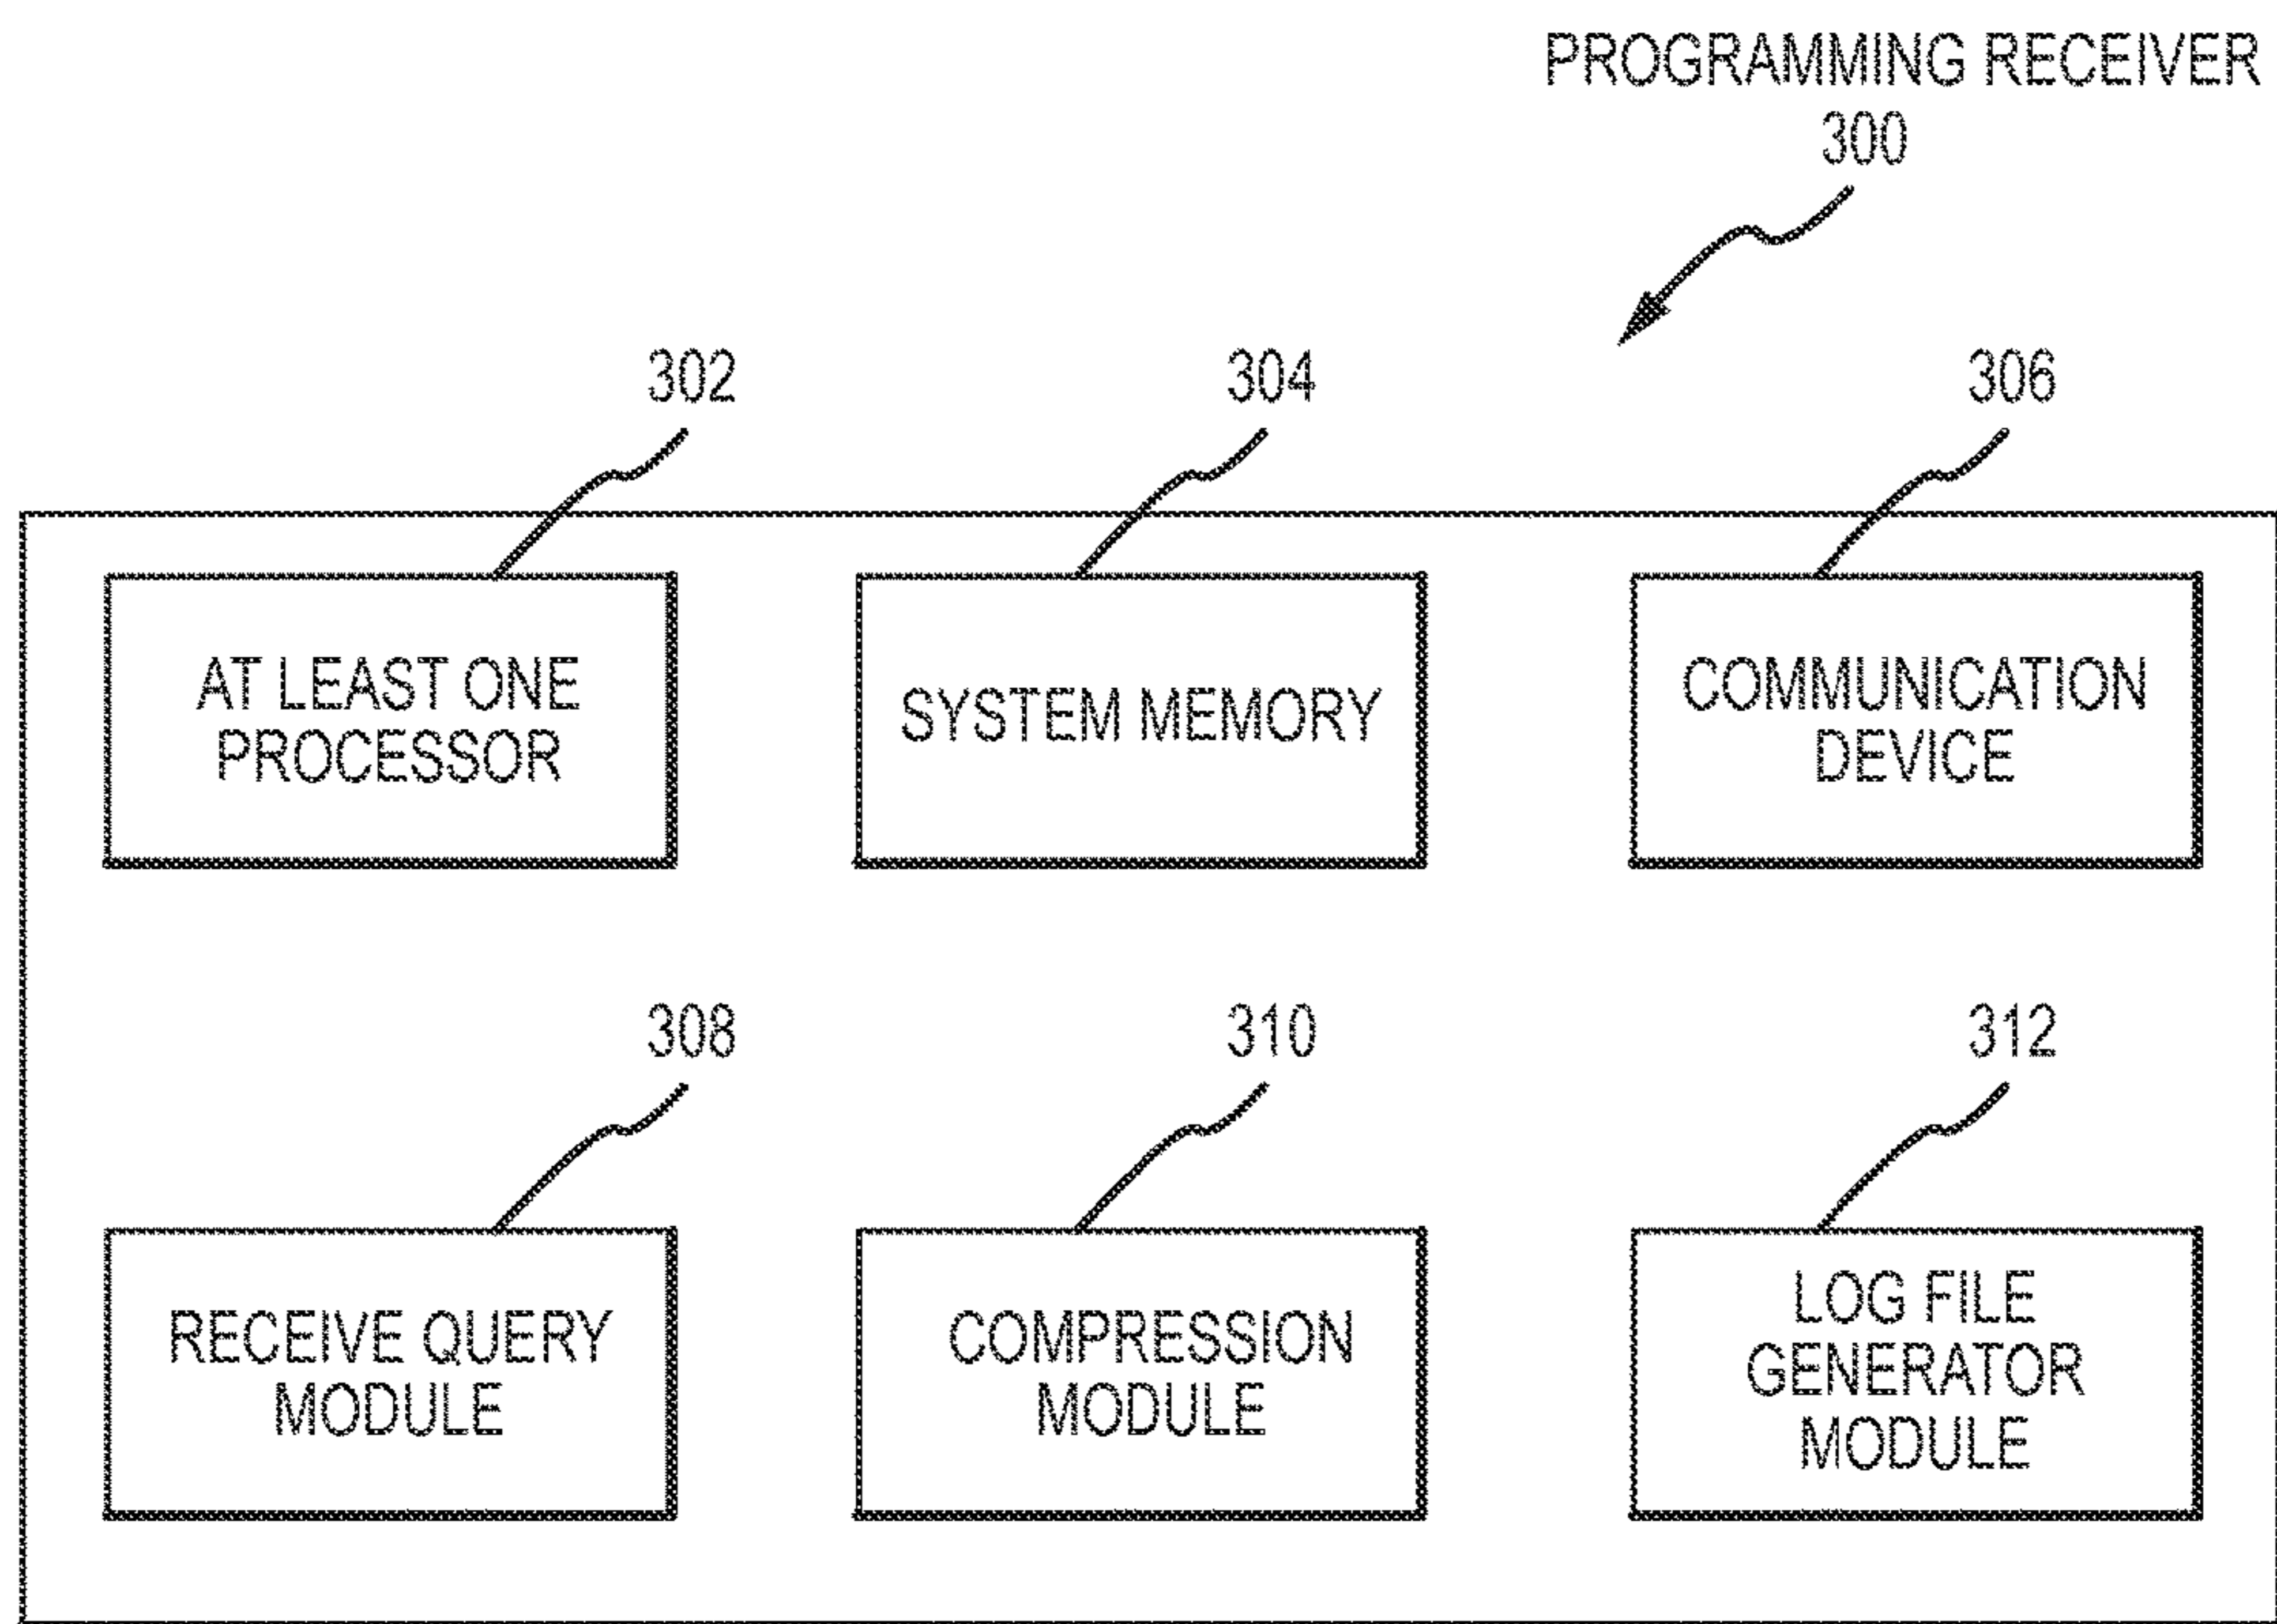 PROGRAMMING RECEIVER
300
302
304
306
AT LEAST ONE
PROCESSOR
SYSTEM MEMORY
COMMUNICATION
DEVICE
308
310
312
RECEIVE QUERY
MODULE
COMPRESSION
MODULE
LOG FILE
GENERATOR
MODULE